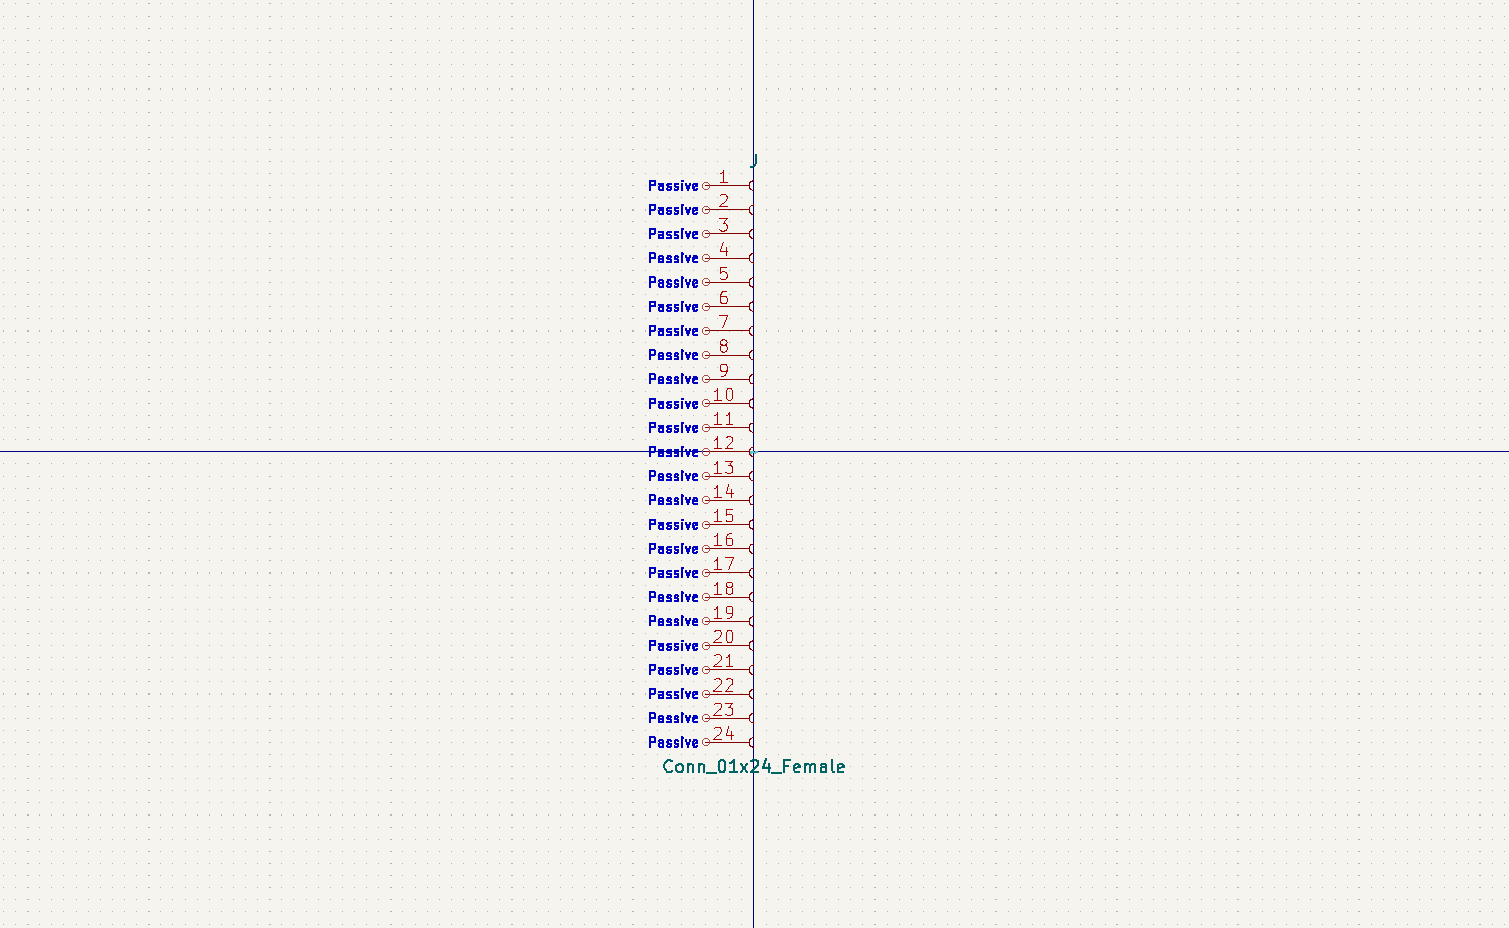 J
Passive 1
Passive 2
Passive 3
Passive 4
Passive 5
Passive 6
Passive 7
Passive 8
Passive 9
Passive 10
Passive 11
Passive 12
Passive 13
Passive 14
Passive 15
Passive 16
Passive 17
Passive 18
Passive 19
Passive 20
Passive 21
Passive 22
Passive 23
Passive 24
Conn_01x24_Female